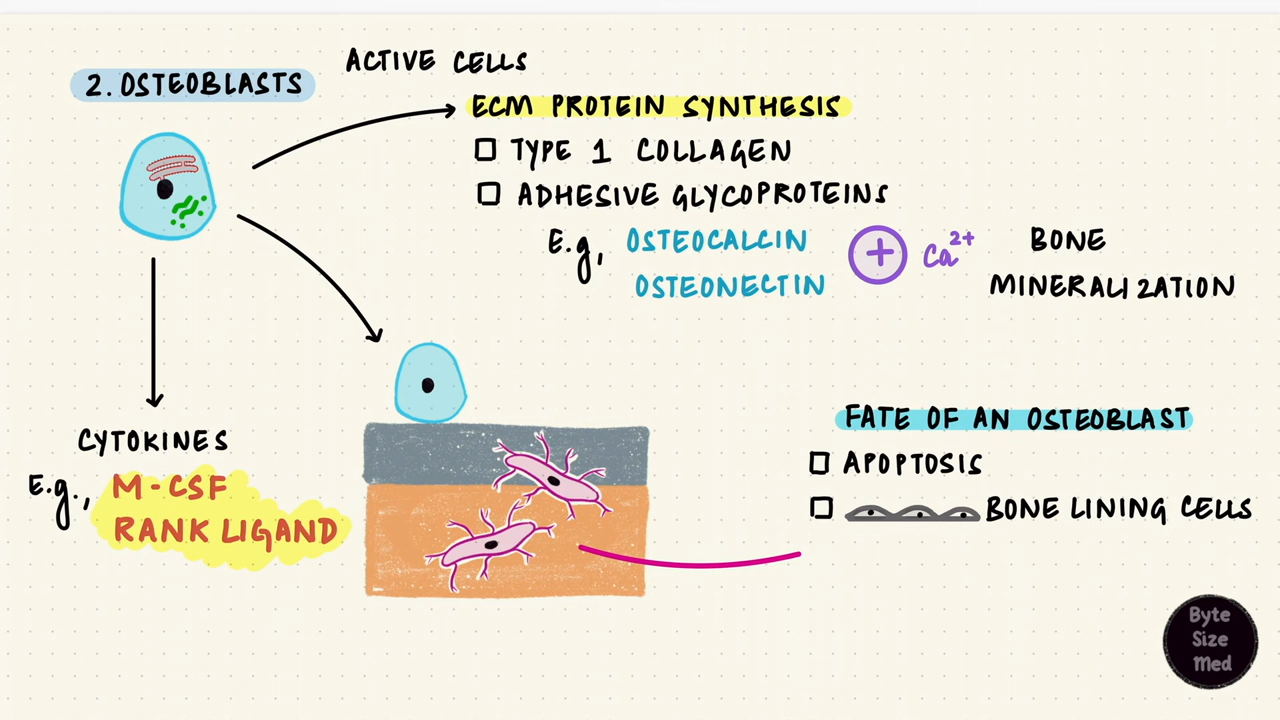 2. OSTEOBLASTS
ACTIVE CELLS
ECM PROTEIN SYNTHESIS
TYPE 1 COLLAGEN
ADHESIVE GLYCOPROTEINS
E.g, OSTEOCALCIN + Ca2+ BONE
OSTEONECTIN MINERALIZATION
CYTOKINES
E.g., M-CSF
RANK LIGAND
FATE OF AN OSTEOBLAST
APOPTOSIS
BONE LINING CELLS
Byte
Size
Med